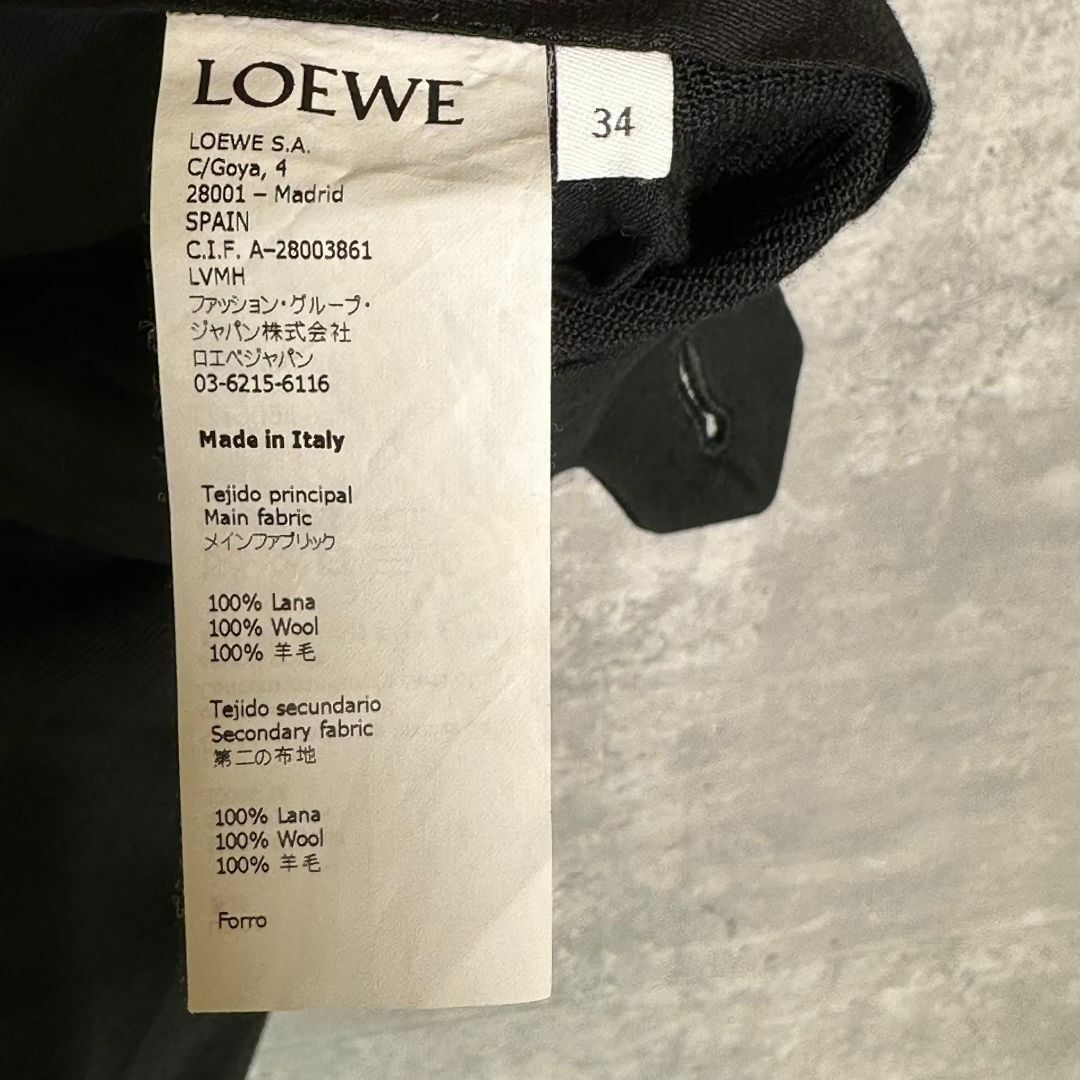 LOEWE
34
LOEWE S.A.
C/Goya, 4
28001 – Madrid
SPAIN
C.I.F. A-28003861
LVMH
ファッション・グループ・
ジャパン株式会社
ロエベジャパン
03-6215-6116
Made in Italy
Tejido principal
Main fabric
メインファブリック
100% Lana
100% Wool
100% 羊毛
Tejido secundario
Secondary fabric
第二の布地
100% Lana
100% Wool
100% 羊毛
Forro